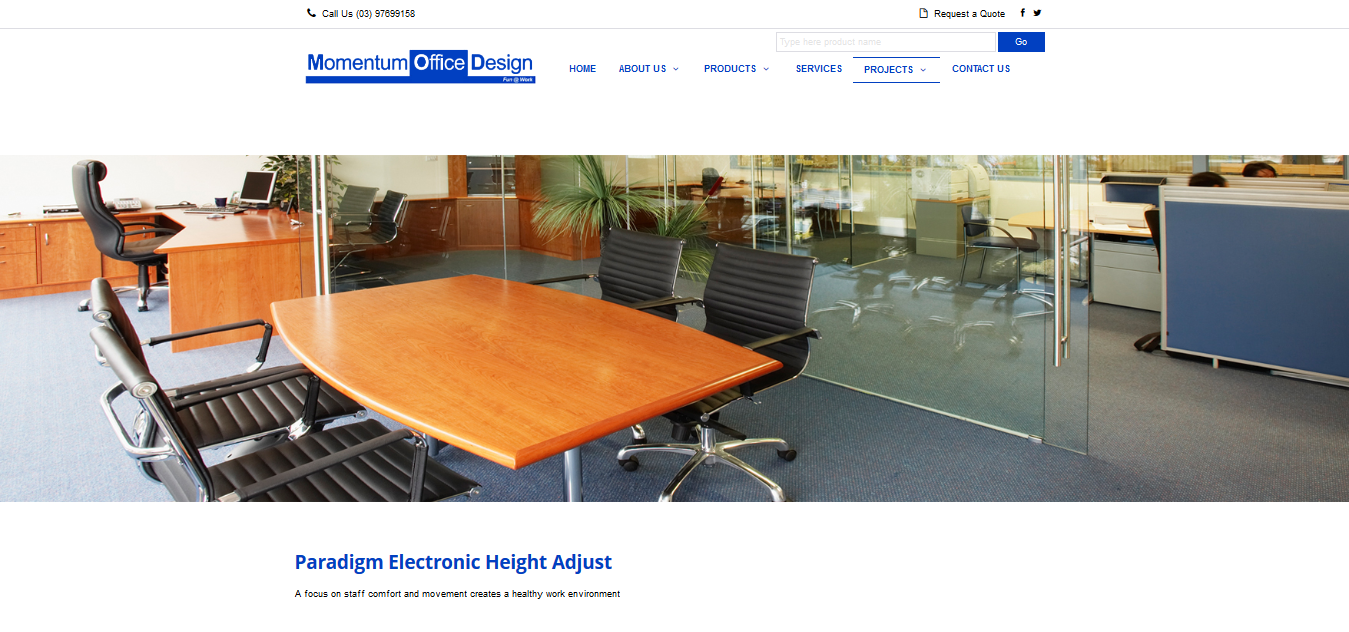 Call Us (03) 97699158
Request a Quote
Type here product name
Go
Momentum Office Design
Fun @ Work
HOME
ABOUT US
PRODUCTS
SERVICES
PROJECTS
CONTACT US
Paradigm Electronic Height Adjust
A focus on staff comfort and movement creates a healthy work environment